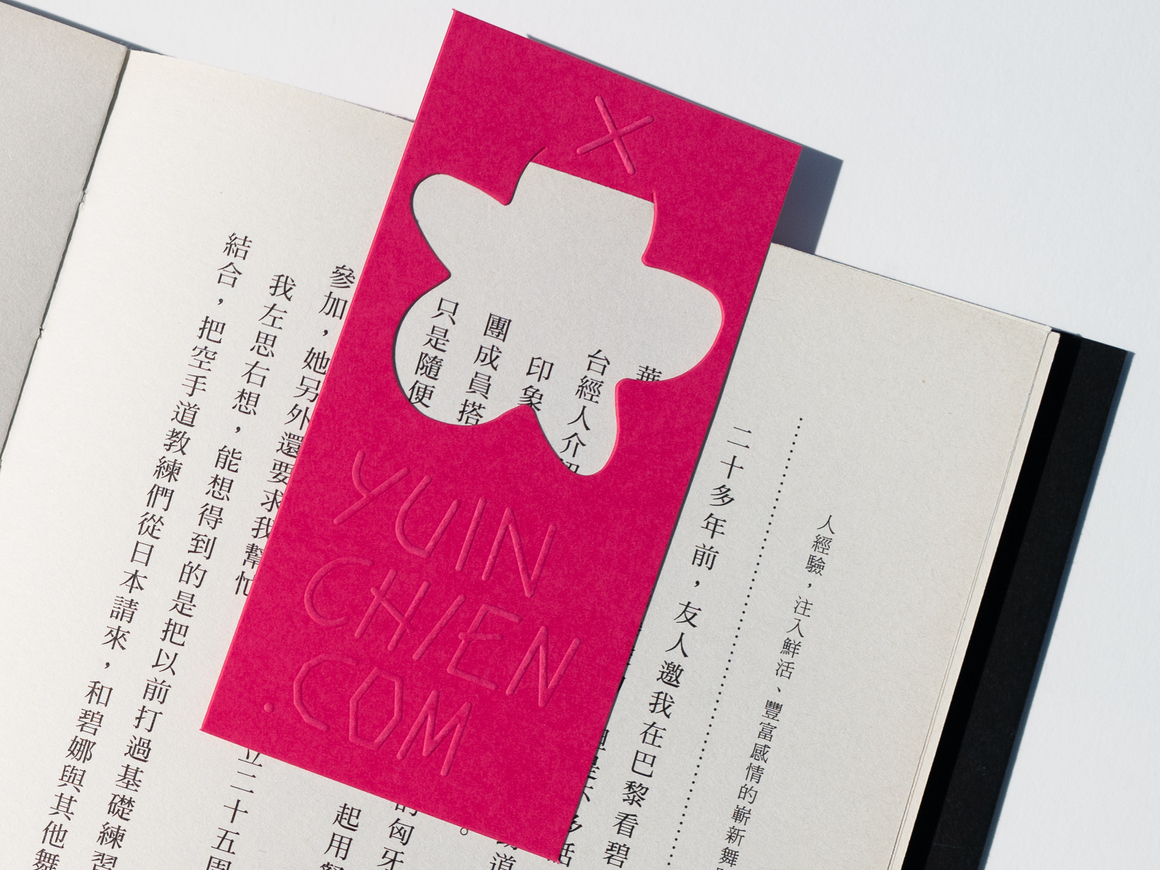 X
YUIN
CHIEN
.COM
人經驗，注入鮮活、豐富感情的嶄新舞
二十多年前，友人邀我在巴黎看碧
華
台經人介紹
印象
團成員搭
的匈牙
只是隨便
起用
二十五周
參加，她另外還要求我幫忙
我左思右想，能想得到的是把以前打過基礎練習
結合，把空手道教練們從日本請來，和碧娜與其他舞